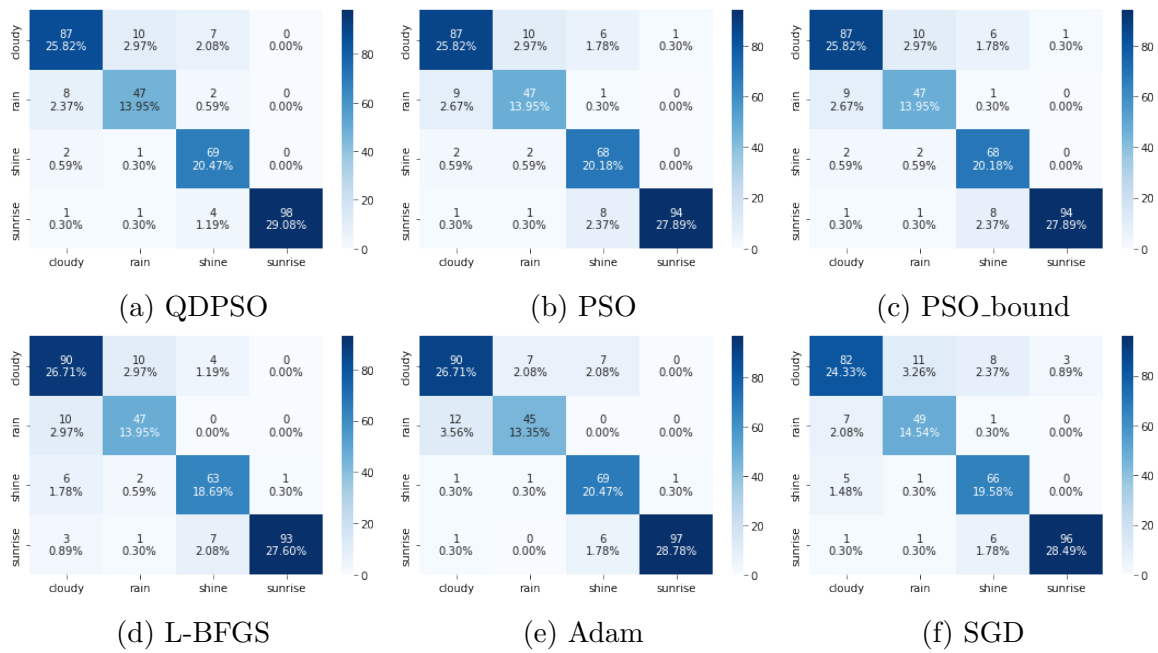 cloudy 87 10 7 0
25.82% 2.97% 2.08% 0.00%
rain 8 47 2 0
2.37% 13.95% 0.59% 0.00%
shine 2 1 69 0
0.59% 0.30% 20.47% 0.00%
sunrise 1 1 4 98
0.30% 0.30% 1.19% 29.08%
cloudy rain shine sunrise
80
60
40
20
0
(a) QDPSO
cloudy 87 10 6 1
25.82% 2.97% 1.78% 0.30%
rain 9 47 1 0
2.67% 13.95% 0.30% 0.00%
shine 2 2 68 0
0.59% 0.59% 20.18% 0.00%
sunrise 1 1 8 94
0.30% 0.30% 2.37% 27.89%
cloudy rain shine sunrise
80
60
40
20
0
(b) PSO
cloudy 87 10 6 1
25.82% 2.97% 1.78% 0.30%
rain 9 47 1 0
2.67% 13.95% 0.30% 0.00%
shine 2 2 68 0
0.59% 0.59% 20.18% 0.00%
sunrise 1 1 8 94
0.30% 0.30% 2.37% 27.89%
cloudy rain shine sunrise
80
60
40
20
0
(c) PSO_bound
cloudy 90 10 4 0
26.71% 2.97% 1.19% 0.00%
rain 10 47 0 0
2.97% 13.95% 0.00% 0.00%
shine 6 2 63 1
1.78% 0.59% 18.69% 0.30%
sunrise 3 1 7 93
0.89% 0.30% 2.08% 27.60%
cloudy rain shine sunrise
80
60
40
20
0
(d) L-BFGS
cloudy 90 7 7 0
26.71% 2.08% 2.08% 0.00%
rain 12 45 0 0
3.56% 13.35% 0.00% 0.00%
shine 1 1 69 1
0.30% 0.30% 20.47% 0.30%
sunrise 1 0 6 97
0.30% 0.00% 1.78% 28.78%
cloudy rain shine sunrise
80
60
40
20
0
(e) Adam
cloudy 82 11 8 3
24.33% 3.26% 2.37% 0.89%
rain 7 49 1 0
2.08% 14.54% 0.30% 0.00%
shine 5 1 66 0
1.48% 0.30% 19.58% 0.00%
sunrise 1 1 6 96
0.30% 0.30% 1.78% 28.49%
cloudy rain shine sunrise
80
60
40
20
0
(f) SGD